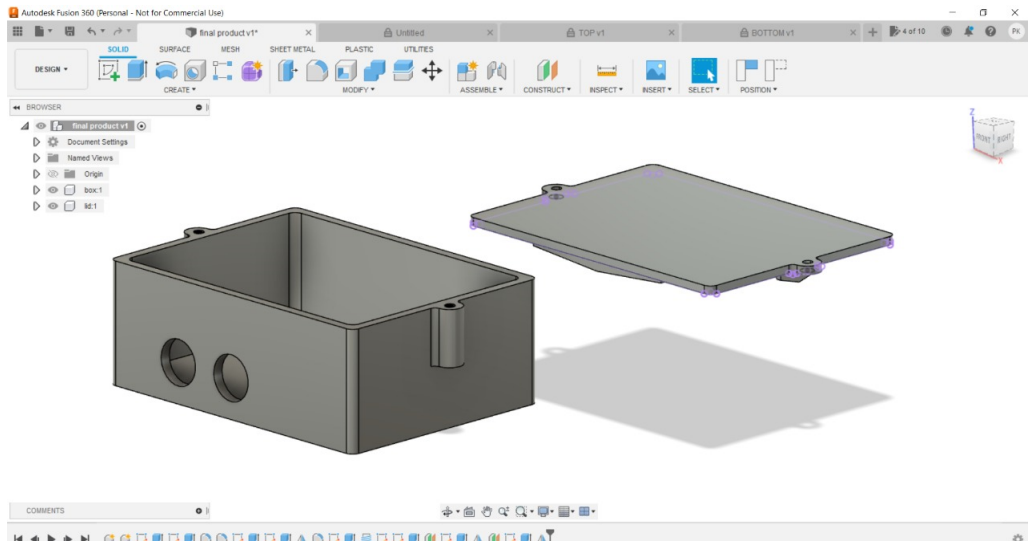 Autodesk Fusion 360 (Personal - Not for Commercial Use)
final product v1*
Untitled
TOP v1
BOTTOM v1
4 of 10
PK
SOLID
SURFACE
MESH
SHEET METAL
PLASTIC
UTILITIES
DESIGN
CREATE
MODIFY
ASSEMBLE
CONSTRUCT
INSPECT
INSERT
SELECT
POSITION
BROWSER
final product v1
Document Settings
Named Views
Origin
box:1
lid:1
Z
FRONT
RIGHT
X
COMMENTS